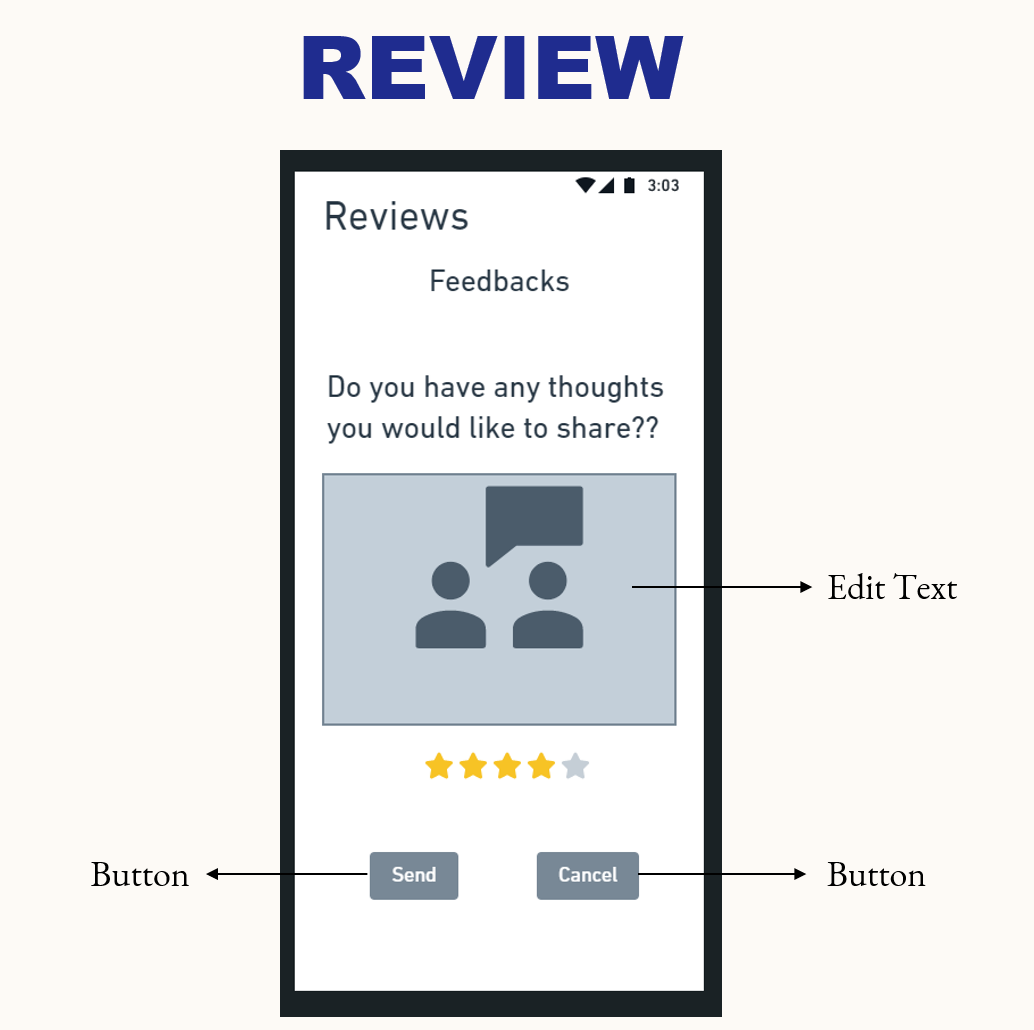 REVIEW
3:03
Reviews
Feedbacks
Do you have any thoughts
you would like to share??
Edit Text
Button
Send
Cancel
Button